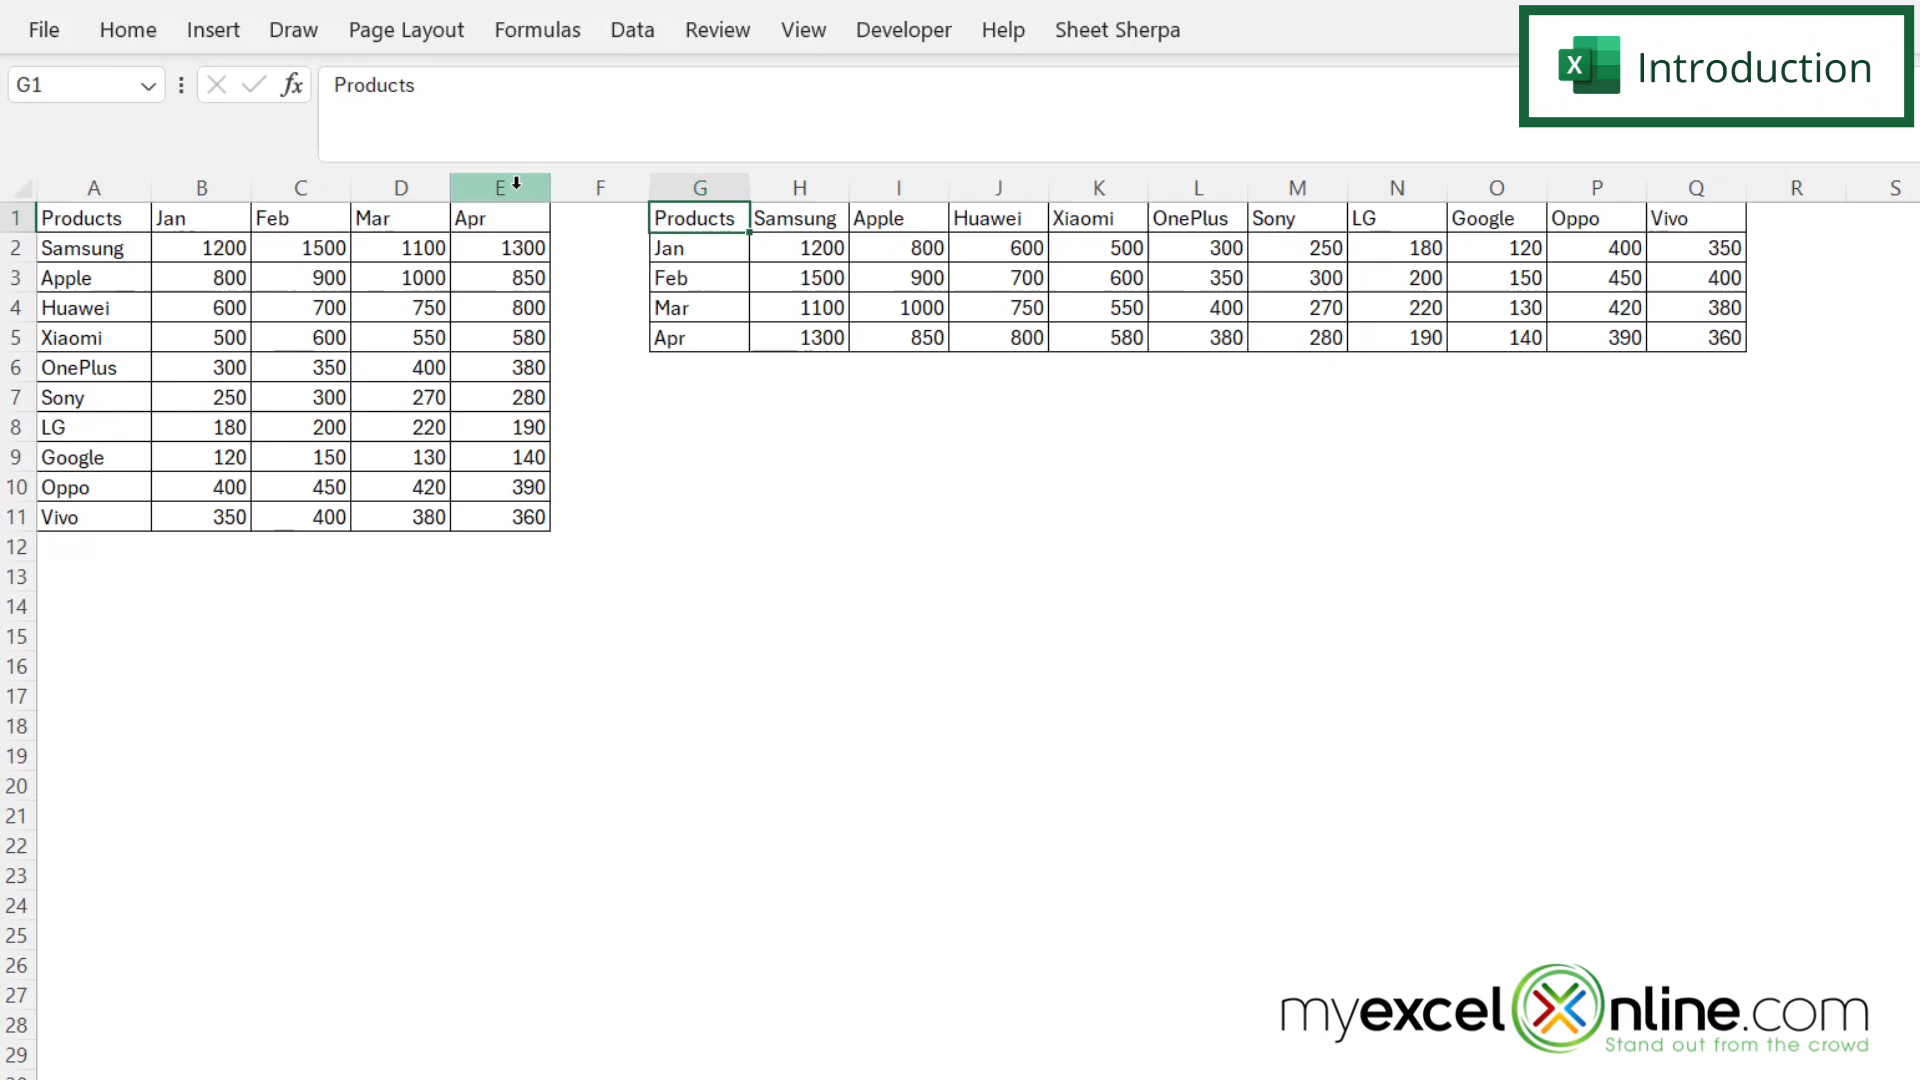 File Home Insert Draw Page Layout Formulas Data Review View Developer Help Sheet Sherpa
X Introduction
G1 fx Products
A B C D E F G H I J K L M N O P Q R S
1 Products Jan Feb Mar Apr Products Samsung Apple Huawei Xiaomi OnePlus Sony LG Google Oppo Vivo
2 Samsung 1200 1500 1100 1300 Jan 1200 800 600 500 300 250 180 120 400 350
3 Apple 800 900 1000 850 Feb 1500 900 700 600 350 300 200 150 450 400
4 Huawei 600 700 750 800 Mar 1100 1000 750 550 400 270 220 130 420 380
5 Xiaomi 500 600 550 580 Apr 1300 850 800 580 380 280 190 140 390 360
6 OnePlus 300 350 400 380
7 Sony 250 300 270 280
8 LG 180 200 220 190
9 Google 120 150 130 140
10 Oppo 400 450 420 390
11 Vivo 350 400 380 360
12
13
14
15
16
17
18
19
20
21
22
23
24
25
26
27
28
29
myexcelonline.com
Stand out from the crowd